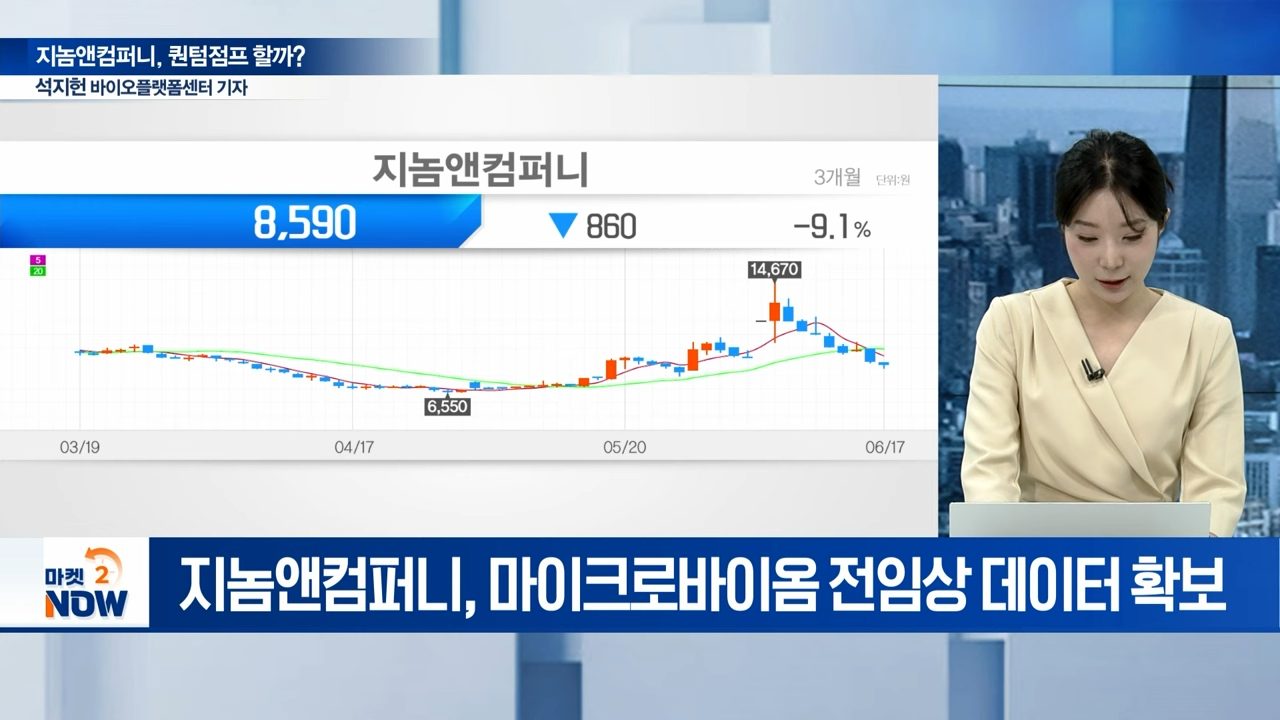 지놈앤컴퍼니, 퀀텀점프 할까?
석지헌 바이오플랫폼센터 기자
지놈앤컴퍼니
3개월 단위:원
8,590 ▼ 860 -9.1%
5
20
14,670
6,550
03/19 04/17 05/20 06/17
마켓 2
NOW
지놈앤컴퍼니, 마이크로바이옴 전임상 데이터 확보